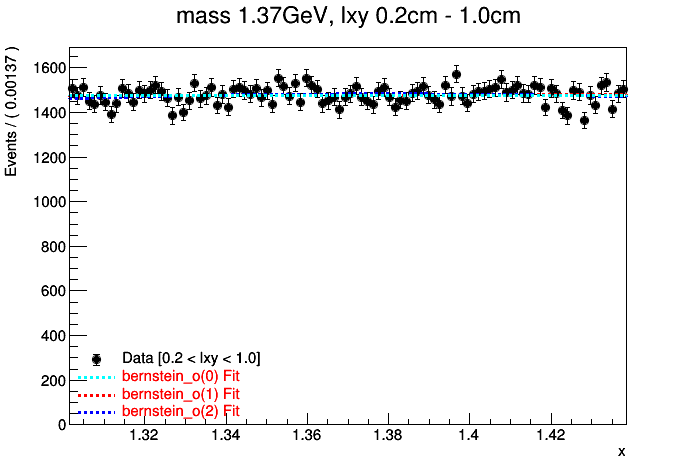 mass 1.37GeV, lxy 0.2cm - 1.0cm
Events / ( 0.00137 )
1600
1400
1200
1000
800
600
400
200
0
Data [0.2 < lxy < 1.0]
bernstein_o(0) Fit
bernstein_o(1) Fit
bernstein_o(2) Fit
1.32 1.34 1.36 1.38 1.4 1.42
x